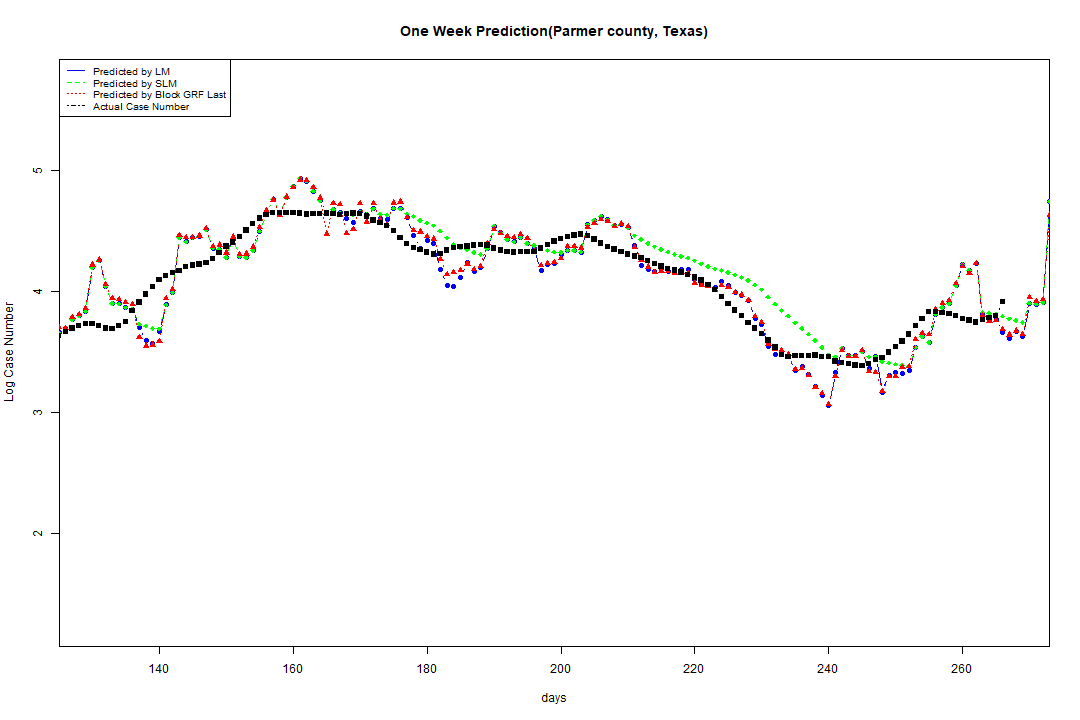 One Week Prediction(Parmer county, Texas)
Predicted by LM
Predicted by SLM
Predicted by Block GRF Last
Actual Case Number
5
4
3
2
Log Case Number
140 160 180 200 220 240 260
days